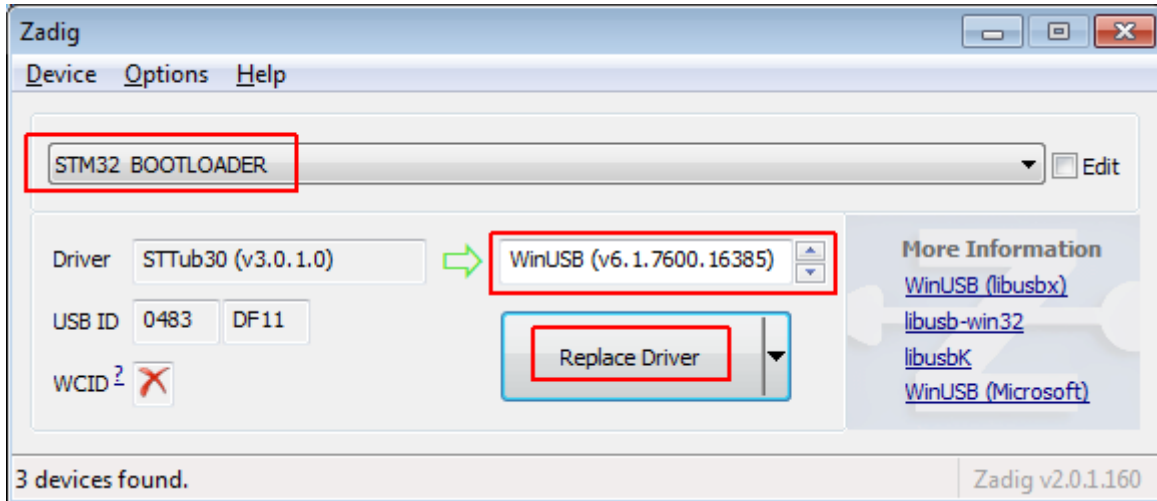 Zadig
Device Options Help
STM32 BOOTLOADER
Edit
Driver STTub30 (v3.0.1.0) WinUSB (v6.1.7600.16385)
USB ID 0483 DF11
WCID ?
Replace Driver
More Information
WinUSB (libusbx)
libusb-win32
libusbK
WinUSB (Microsoft)
3 devices found.
Zadig v2.0.1.160